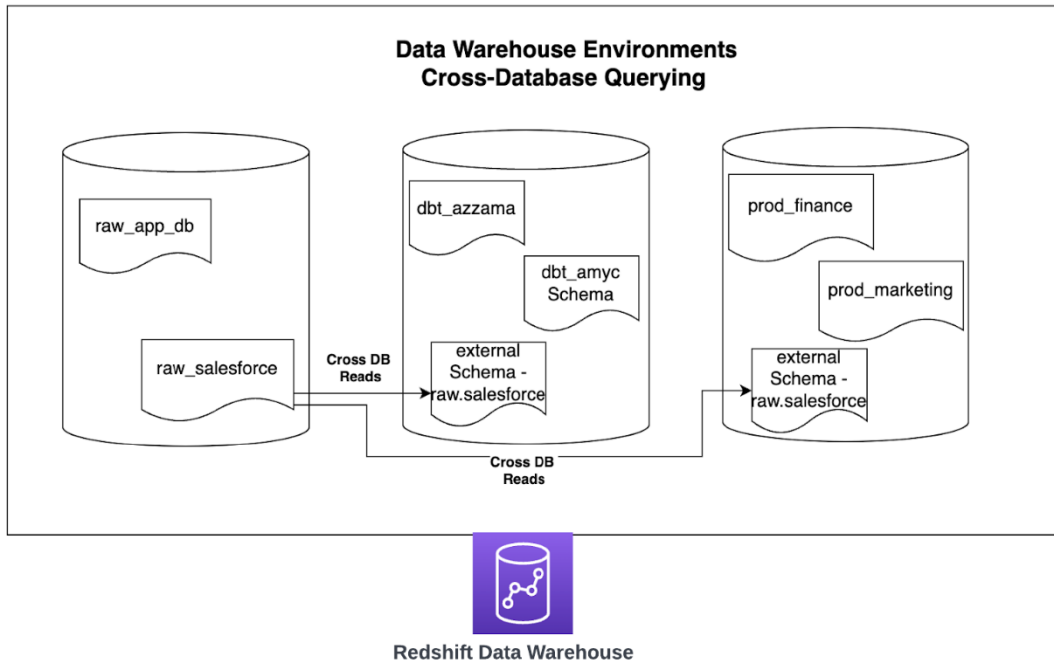 Data Warehouse Environments
Cross-Database Querying
raw_app_db
raw_salesforce
Cross DB
Reads
dbt_azzama
dbt_amyc
Schema
external
Schema -
raw.salesforce
Cross DB
Reads
prod_finance
prod_marketing
external
Schema -
raw.salesforce
Redshift Data Warehouse